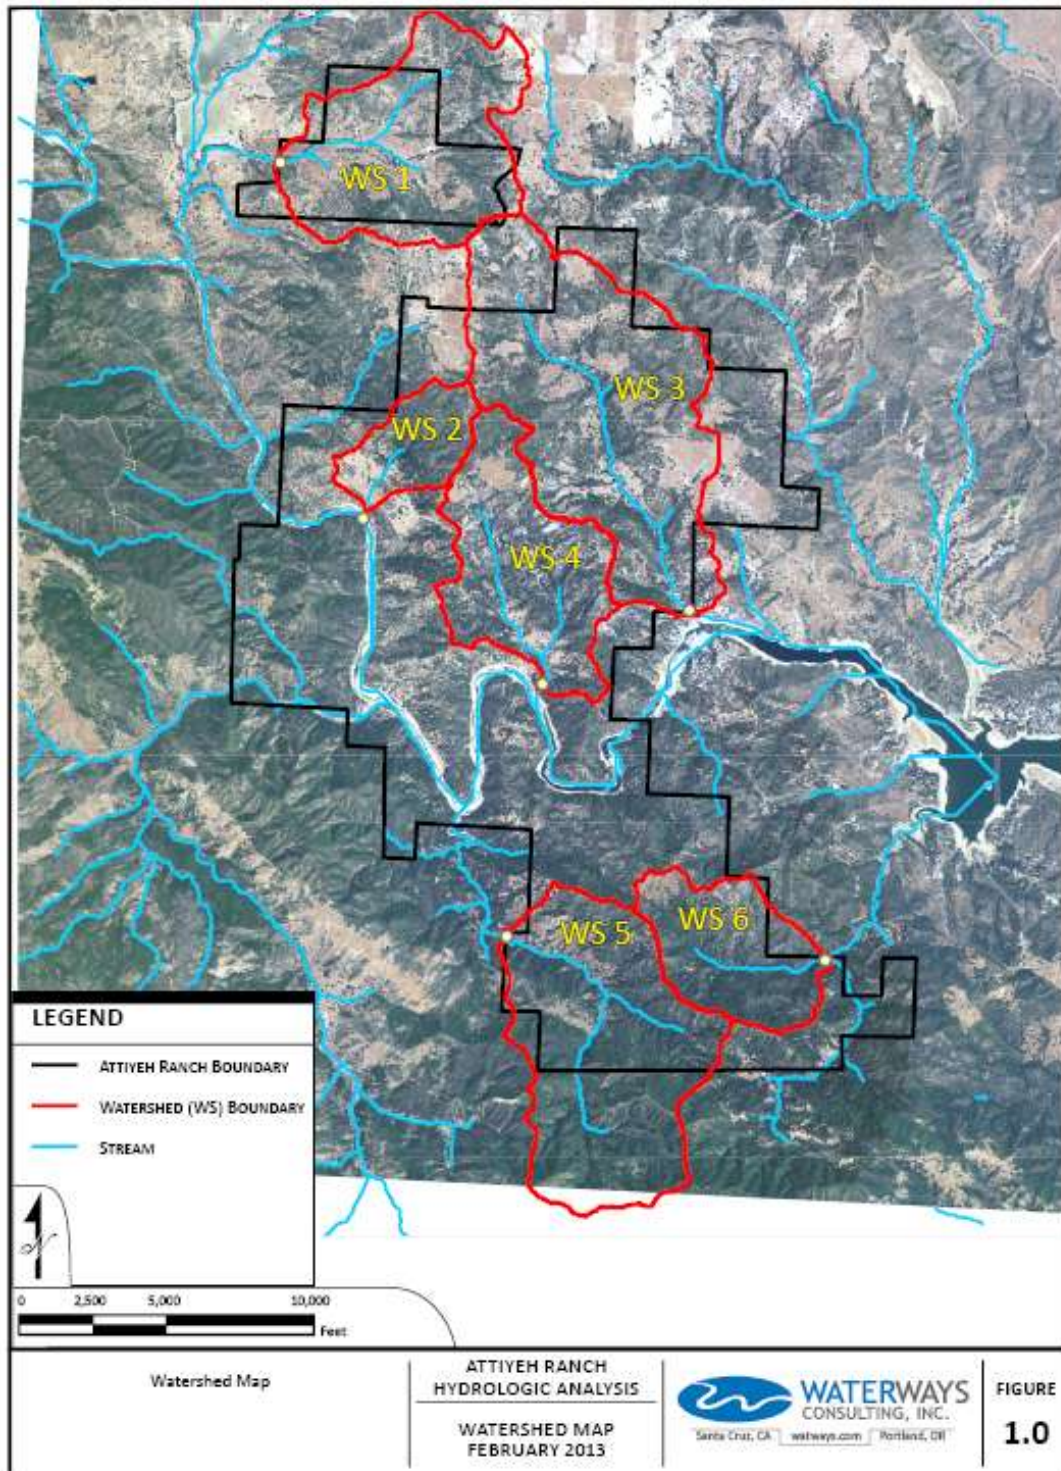 WS 1
WS 3
WS 2
WS 4
WS 5
WS 6
LEGEND
ATTIYEH RANCH BOUNDARY
WATERSHED (WS) BOUNDARY
STREAM
N
0 2,500 5,000 10,000
Feet
Watershed Map
ATTIYEH RANCH
HYDROLOGIC ANALYSIS
WATERSHED MAP
FEBRUARY 2013
WATERWAYS
CONSULTING, INC.
Santa Cruz, CA watways.com Portland, OR
FIGURE
1.0